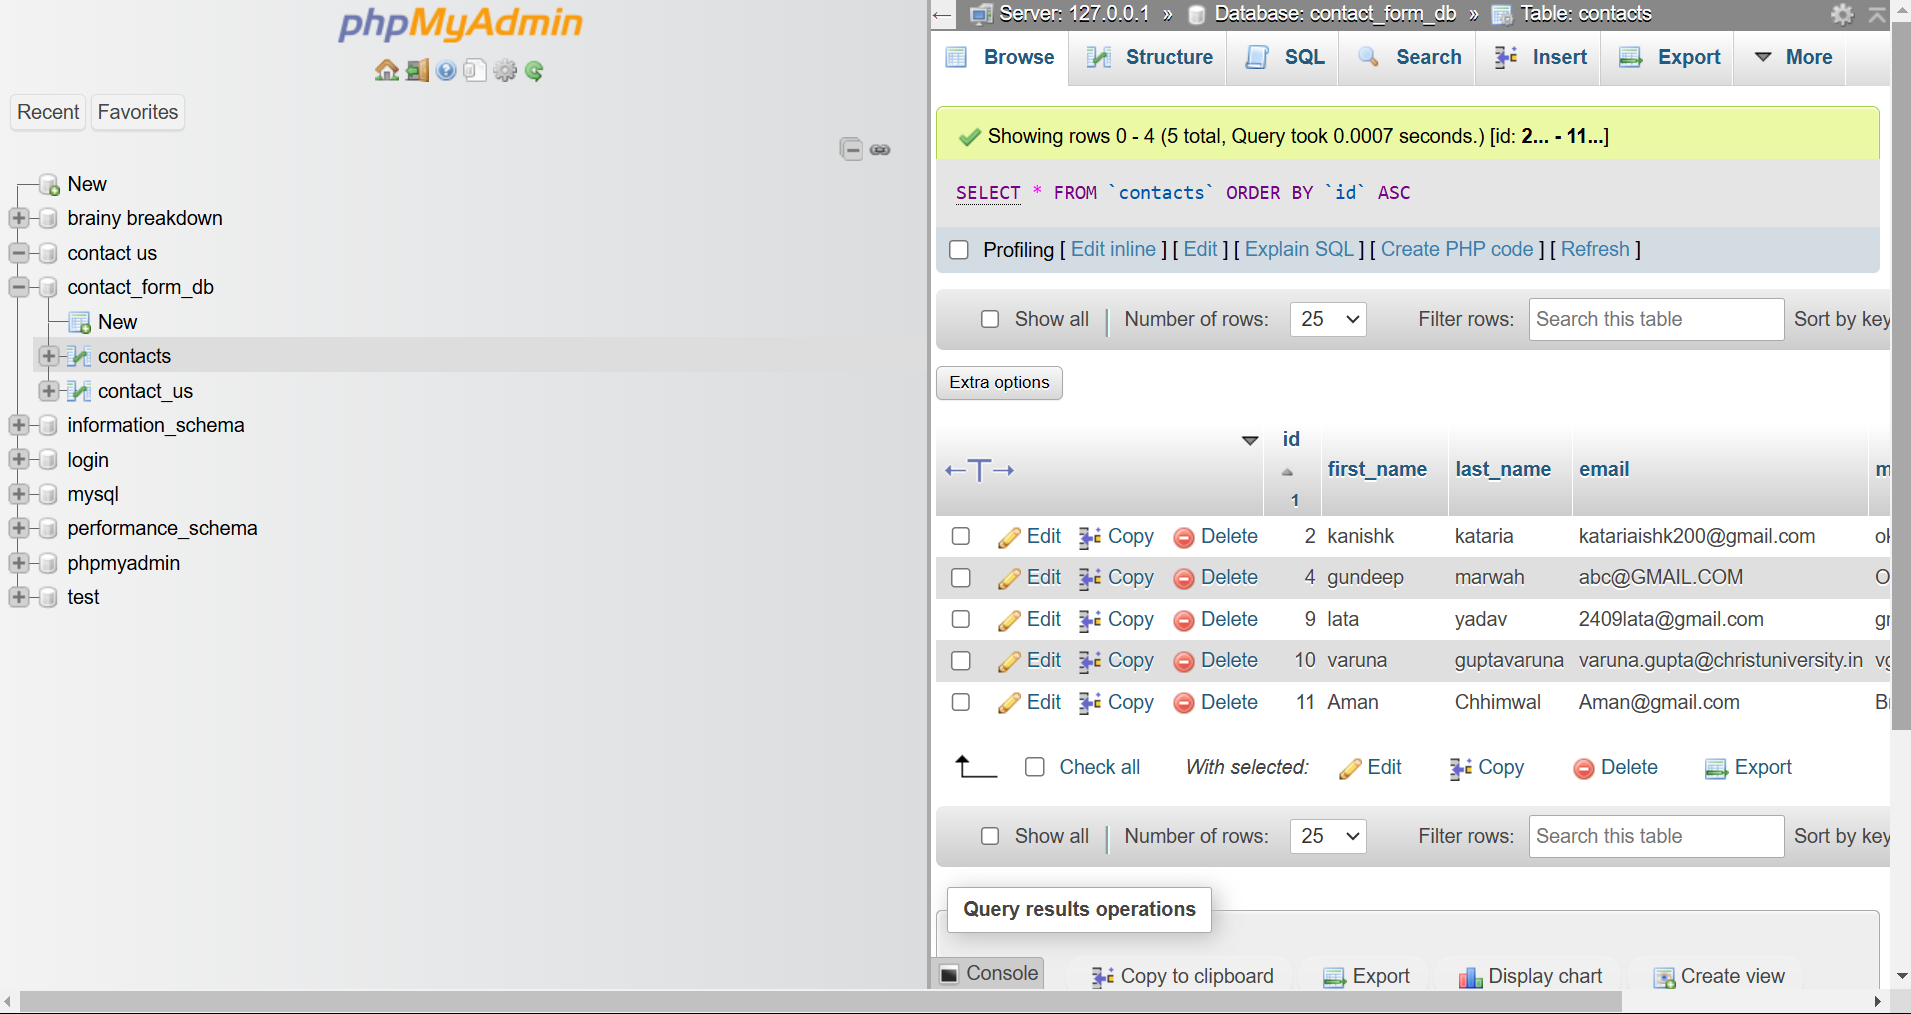 phpMyAdmin
Recent Favorites
New
brainy breakdown
contact us
contact_form_db
New
contacts
contact_us
information_schema
login
mysql
performance_schema
phpmyadmin
test
Server: 127.0.0.1 » Database: contact_form_db » Table: contacts
Browse Structure SQL Search Insert Export More
Showing rows 0 - 4 (5 total, Query took 0.0007 seconds.) [id: 2... - 11...]
SELECT * FROM `contacts` ORDER BY `id` ASC
Profiling [ Edit inline ] [ Edit ] [ Explain SQL ] [ Create PHP code ] [ Refresh ]
Show all Number of rows: 25 Filter rows: Search this table Sort by key
Extra options
id 1 first_name last_name email m
Edit Copy Delete 2 kanishk kataria katariaishk200@gmail.com ok
Edit Copy Delete 4 gundeep marwah abc@GMAIL.COM O
Edit Copy Delete 9 lata yadav 2409lata@gmail.com gr
Edit Copy Delete 10 varuna guptavaruna varuna.gupta@christuniversity.in vg
Edit Copy Delete 11 Aman Chhimwal Aman@gmail.com
Check all With selected: Edit Copy Delete Export
Show all Number of rows: 25 Filter rows: Search this table Sort by key
Query results operations
Console Copy to clipboard Export Display chart Create view